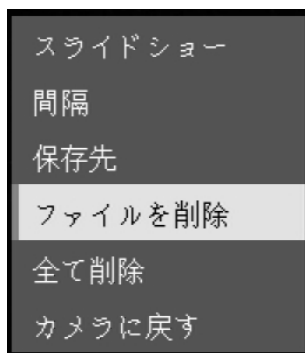 スライドショー
間隔
保存先
ファイルを削除
全て削除
カメラに戻す